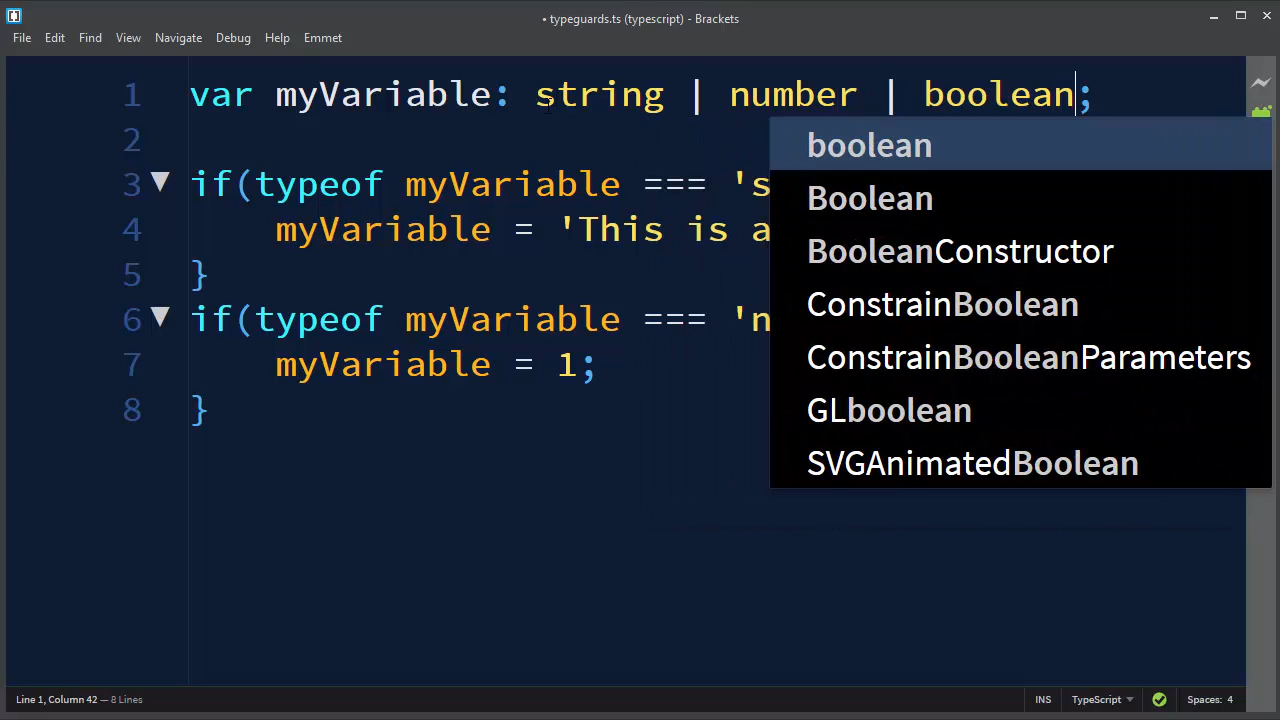 • typeguards.ts (typescript) - Brackets
File Edit Find View Navigate Debug Help Emmet
1 var myVariable: string | number | boolean;
2
3 if(typeof myVariable === 's
4 myVariable = 'This is a
5 }
6 if(typeof myVariable === 'n
7 myVariable = 1;
8 }
boolean
Boolean
BooleanConstructor
ConstrainBoolean
ConstrainBooleanParameters
GLboolean
SVGAnimatedBoolean
Line 1, Column 42 — 8 Lines INS TypeScript Spaces: 4